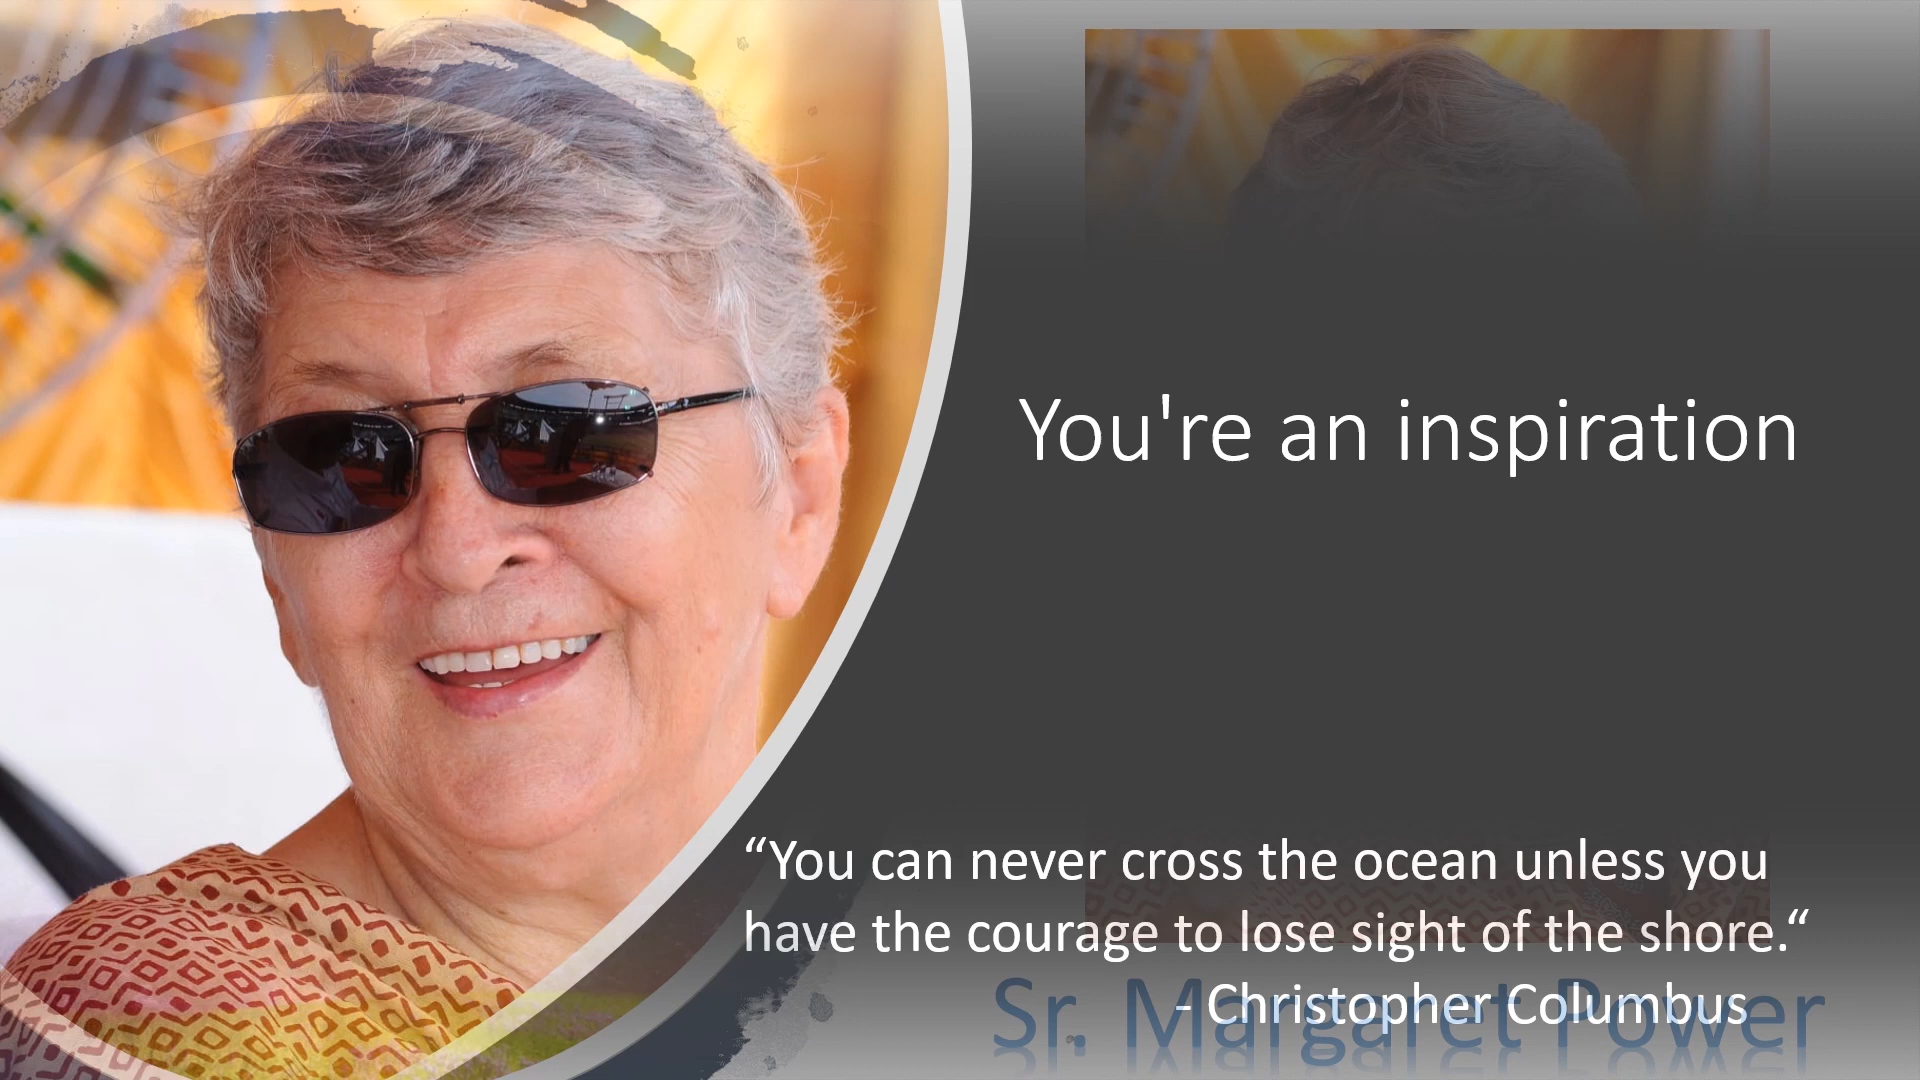 You're an inspiration
“You can never cross the ocean unless you
have the courage to lose sight of the shore.“
- Christopher Columbus
Sr. Margaret Power